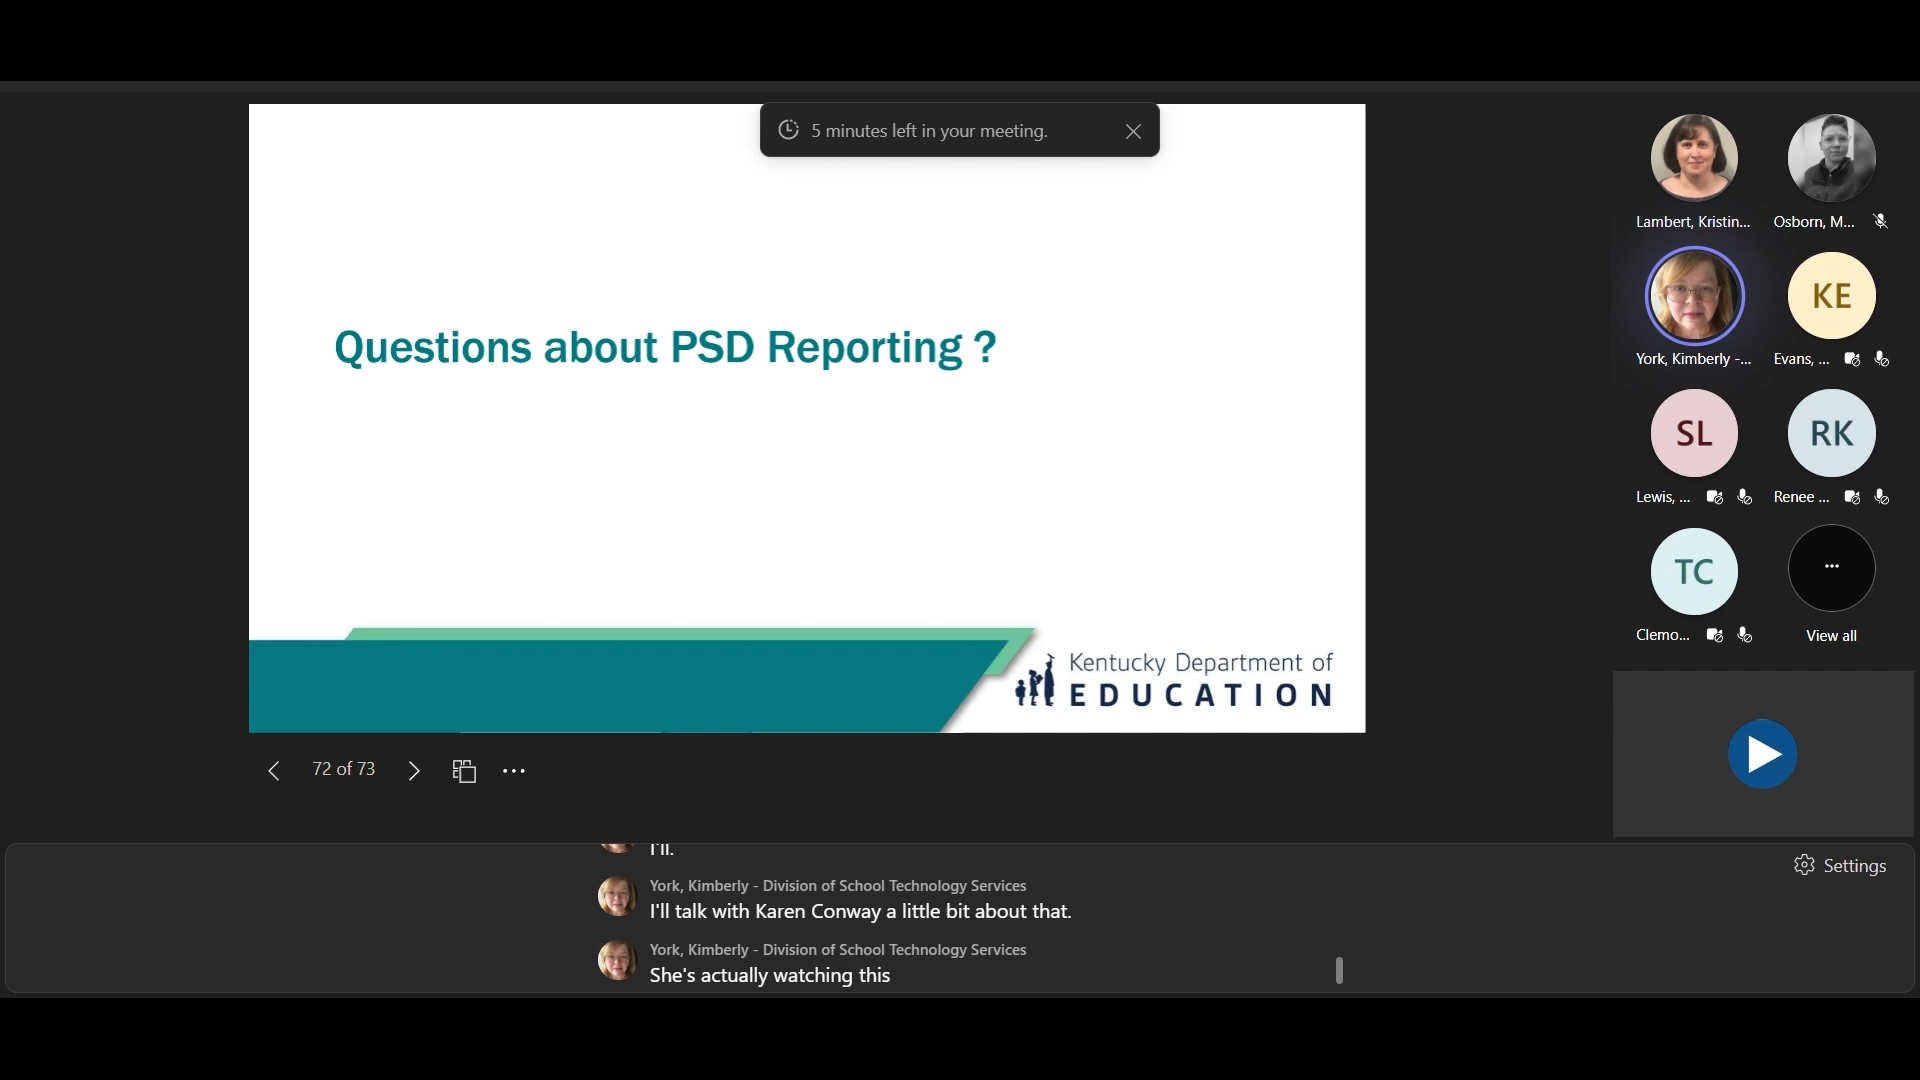 5 minutes left in your meeting.
Questions about PSD Reporting ?
Kentucky Department of
EDUCATION
72 of 73
Lambert, Kristin...
Osborn, M...
York, Kimberly -...
KE
Evans, ...
SL
Lewis, ...
RK
Renee ...
TC
Clemo...
...
View all
I'll.
York, Kimberly - Division of School Technology Services
I'll talk with Karen Conway a little bit about that.
York, Kimberly - Division of School Technology Services
She's actually watching this
Settings